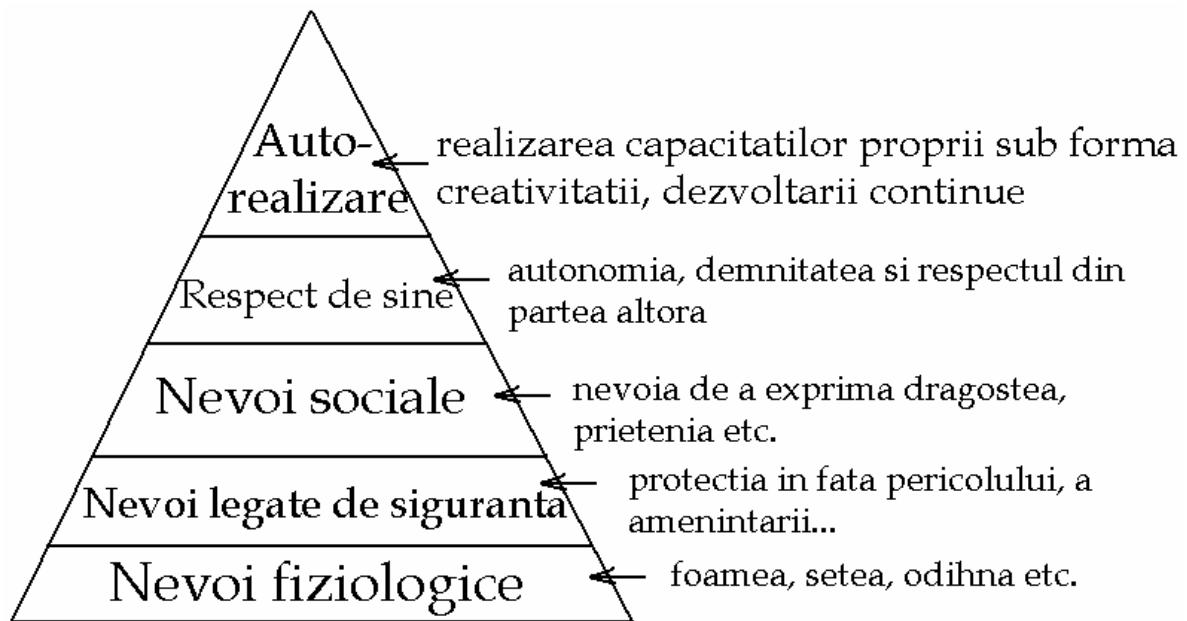 Auto-
realizare
realizarea capacitatilor proprii sub forma
creativitatii, dezvoltarii continue
Respect de sine
autonomia, demnitatea si respectul din
partea altora
Nevoi sociale
nevoia de a exprima dragostea,
prietenia etc.
Nevoi legate de siguranta
protectia in fata pericolului, a
amenintarii...
Nevoi fiziologice
foamea, setea, odihna etc.